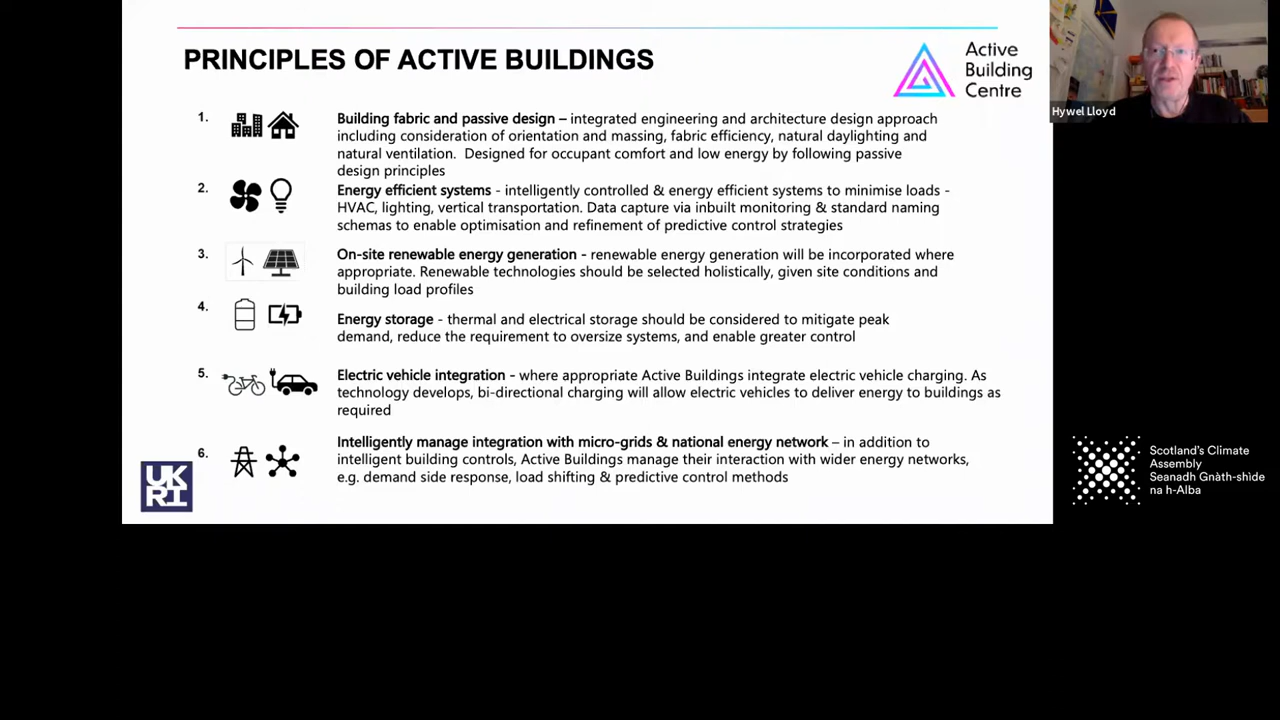 PRINCIPLES OF ACTIVE BUILDINGS
Active
Building
Centre
Hywel Lloyd
1.
Building fabric and passive design – integrated engineering and architecture design approach
including consideration of orientation and massing, fabric efficiency, natural daylighting and
natural ventilation. Designed for occupant comfort and low energy by following passive
design principles
2.
Energy efficient systems - intelligently controlled & energy efficient systems to minimise loads -
HVAC, lighting, vertical transportation. Data capture via inbuilt monitoring & standard naming
schemas to enable optimisation and refinement of predictive control strategies
3.
On-site renewable energy generation - renewable energy generation will be incorporated where
appropriate. Renewable technologies should be selected holistically, given site conditions and
building load profiles
4.
Energy storage - thermal and electrical storage should be considered to mitigate peak
demand, reduce the requirement to oversize systems, and enable greater control
5.
Electric vehicle integration - where appropriate Active Buildings integrate electric vehicle charging. As
technology develops, bi-directional charging will allow electric vehicles to deliver energy to buildings as
required
6.
Intelligently manage integration with micro-grids & national energy network – in addition to
intelligent building controls, Active Buildings manage their interaction with wider energy networks,
e.g. demand side response, load shifting & predictive control methods
UK
RI
Scotland's Climate
Assembly
Seanadh Gnàth-shìde
na h-Alba